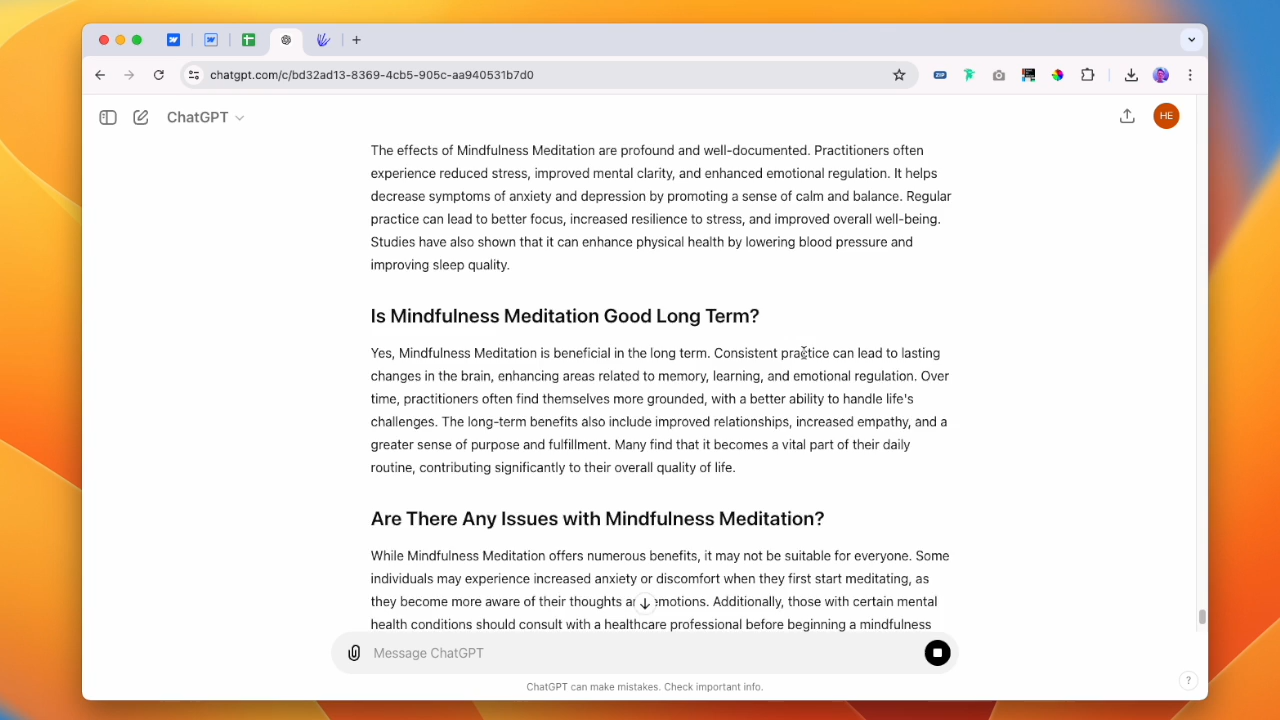 chatgpt.com/c/bd32ad13-8369-4cb5-905c-aa940531b7d0
ZIP
ChatGPT
HE
The effects of Mindfulness Meditation are profound and well-documented. Practitioners often
experience reduced stress, improved mental clarity, and enhanced emotional regulation. It helps
decrease symptoms of anxiety and depression by promoting a sense of calm and balance. Regular
practice can lead to better focus, increased resilience to stress, and improved overall well-being.
Studies have also shown that it can enhance physical health by lowering blood pressure and
improving sleep quality.
Is Mindfulness Meditation Good Long Term?
Yes, Mindfulness Meditation is beneficial in the long term. Consistent practice can lead to lasting
changes in the brain, enhancing areas related to memory, learning, and emotional regulation. Over
time, practitioners often find themselves more grounded, with a better ability to handle life's
challenges. The long-term benefits also include improved relationships, increased empathy, and a
greater sense of purpose and fulfillment. Many find that it becomes a vital part of their daily
routine, contributing significantly to their overall quality of life.
Are There Any Issues with Mindfulness Meditation?
While Mindfulness Meditation offers numerous benefits, it may not be suitable for everyone. Some
individuals may experience increased anxiety or discomfort when they first start meditating, as
they become more aware of their thoughts and emotions. Additionally, those with certain mental
health conditions should consult with a healthcare professional before beginning a mindfulness
Message ChatGPT
ChatGPT can make mistakes. Check important info.
?